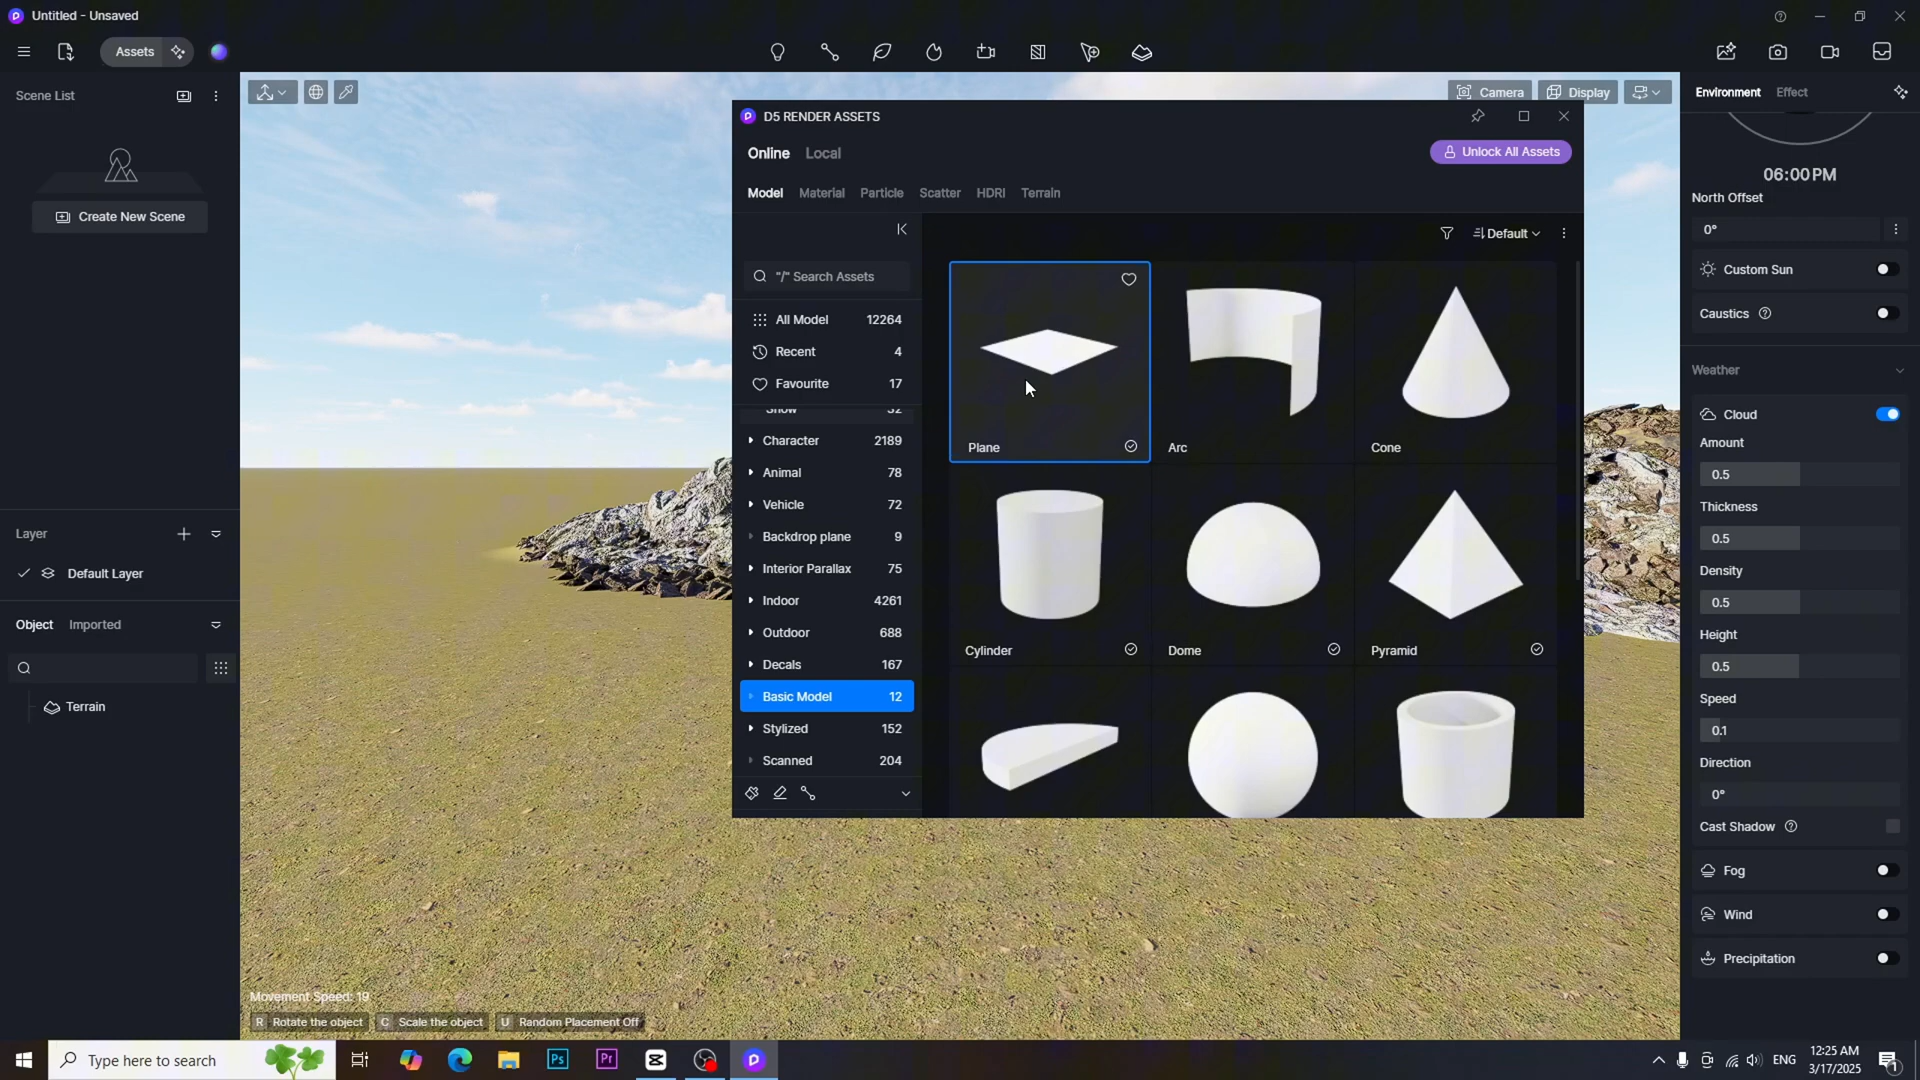 Untitled - Unsaved
Assets
Scene List
Create New Scene
Layer
Default Layer
Object Imported
Terrain
Camera
Display
D5 RENDER ASSETS
Online Local
Unlock All Assets
Model Material Particle Scatter HDRI Terrain
"/" Search Assets
Default
All Model 12264
Recent 4
Favourite 17
Show 32
Character 2189
Animal 78
Vehicle 72
Backdrop plane 9
Interior Parallax 75
Indoor 4261
Outdoor 688
Decals 167
Basic Model 12
Stylized 152
Scanned 204
Plane
Arc
Cone
Cylinder
Dome
Pyramid
Environment Effect
06:00PM
North Offset
0°
Custom Sun
Caustics
Weather
Cloud
Amount
0.5
Thickness
0.5
Density
0.5
Height
0.5
Speed
0.1
Direction
0°
Cast Shadow
Fog
Wind
Precipitation
Movement Speed: 19
R Rotate the object C Scale the object U Random Placement Off
Type here to search
Ps
Pr
ENG
12:25 AM
3/17/2025
1